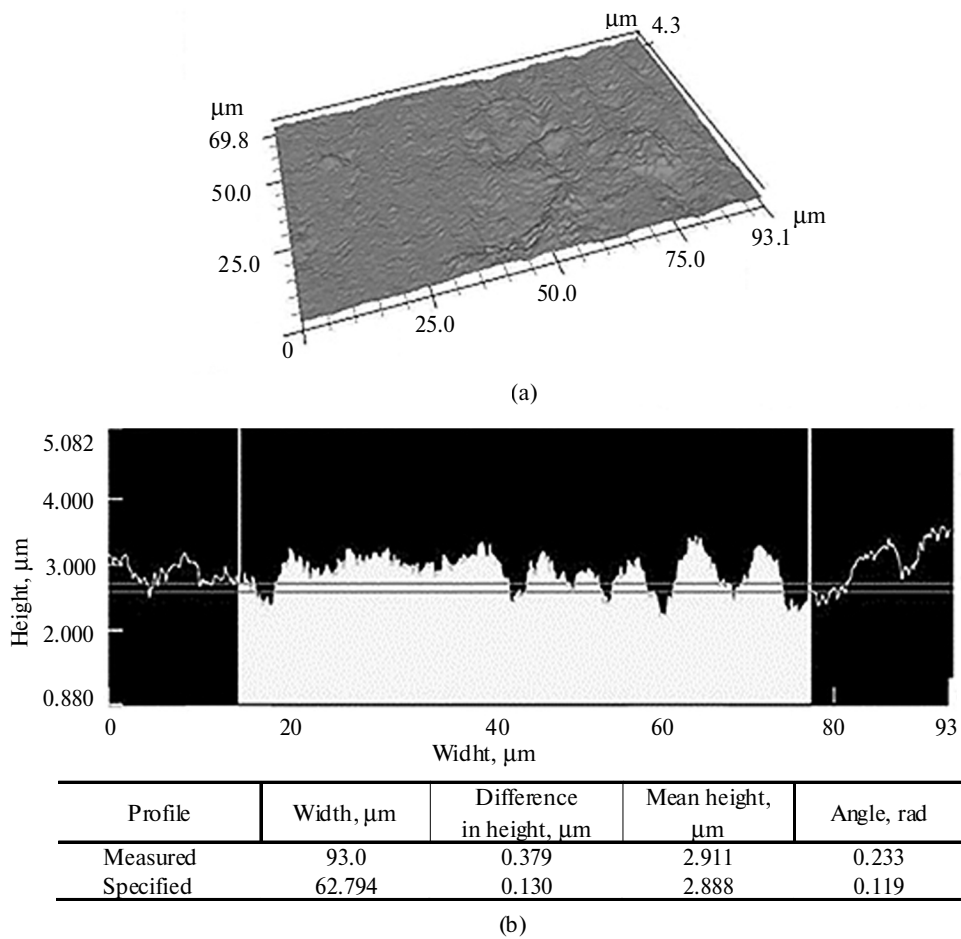 μm
4.3
μm
69.8
50.0
25.0
0
25.0
50.0
75.0
93.1
μm
(a)
5.082
4.000
3.000
2.000
0.880
Height, μm
0 20 40 60 80 93
Widht, μm
Profile Width, μm Difference in height, μm Mean height, μm Angle, rad
Measured 93.0 0.379 2.911 0.233
Specified 62.794 0.130 2.888 0.119
(b)